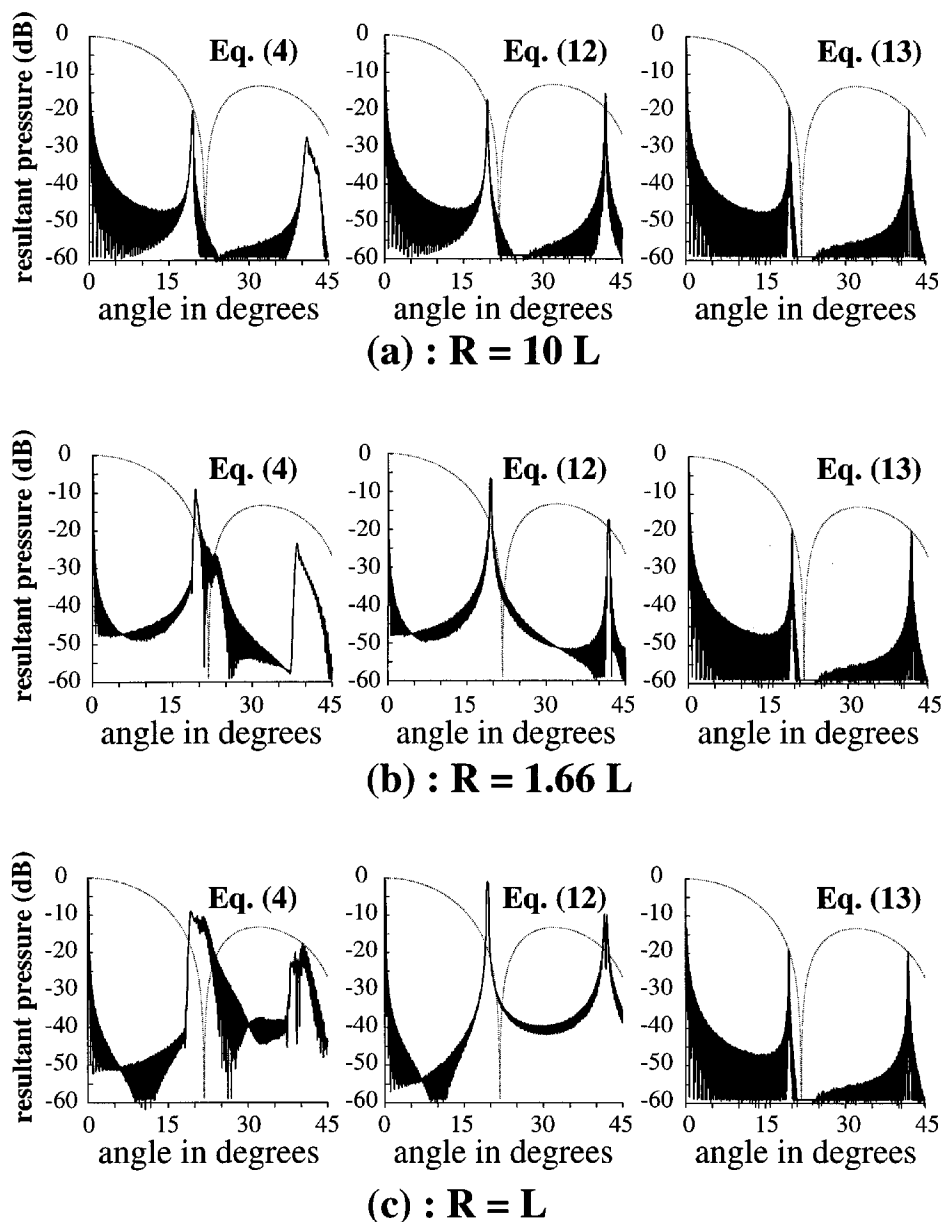 resultant pressure (dB)
0
-10
-20
-30
-40
-50
-60
0 15 30 45
angle in degrees
Eq. (4)
0
-10
-20
-30
-40
-50
-60
0 15 30 45
angle in degrees
Eq. (12)
0
-10
-20
-30
-40
-50
-60
0 15 30 45
angle in degrees
Eq. (13)
(a) : R = 10 L
resultant pressure (dB)
0
-10
-20
-30
-40
-50
-60
0 15 30 45
angle in degrees
Eq. (4)
0
-10
-20
-30
-40
-50
-60
0 15 30 45
angle in degrees
Eq. (12)
0
-10
-20
-30
-40
-50
-60
0 15 30 45
angle in degrees
Eq. (13)
(b) : R = 1.66 L
resultant pressure (dB)
0
-10
-20
-30
-40
-50
-60
0 15 30 45
angle in degrees
Eq. (4)
0
-10
-20
-30
-40
-50
-60
0 15 30 45
angle in degrees
Eq. (12)
0
-10
-20
-30
-40
-50
-60
0 15 30 45
angle in degrees
Eq. (13)
(c) : R = L